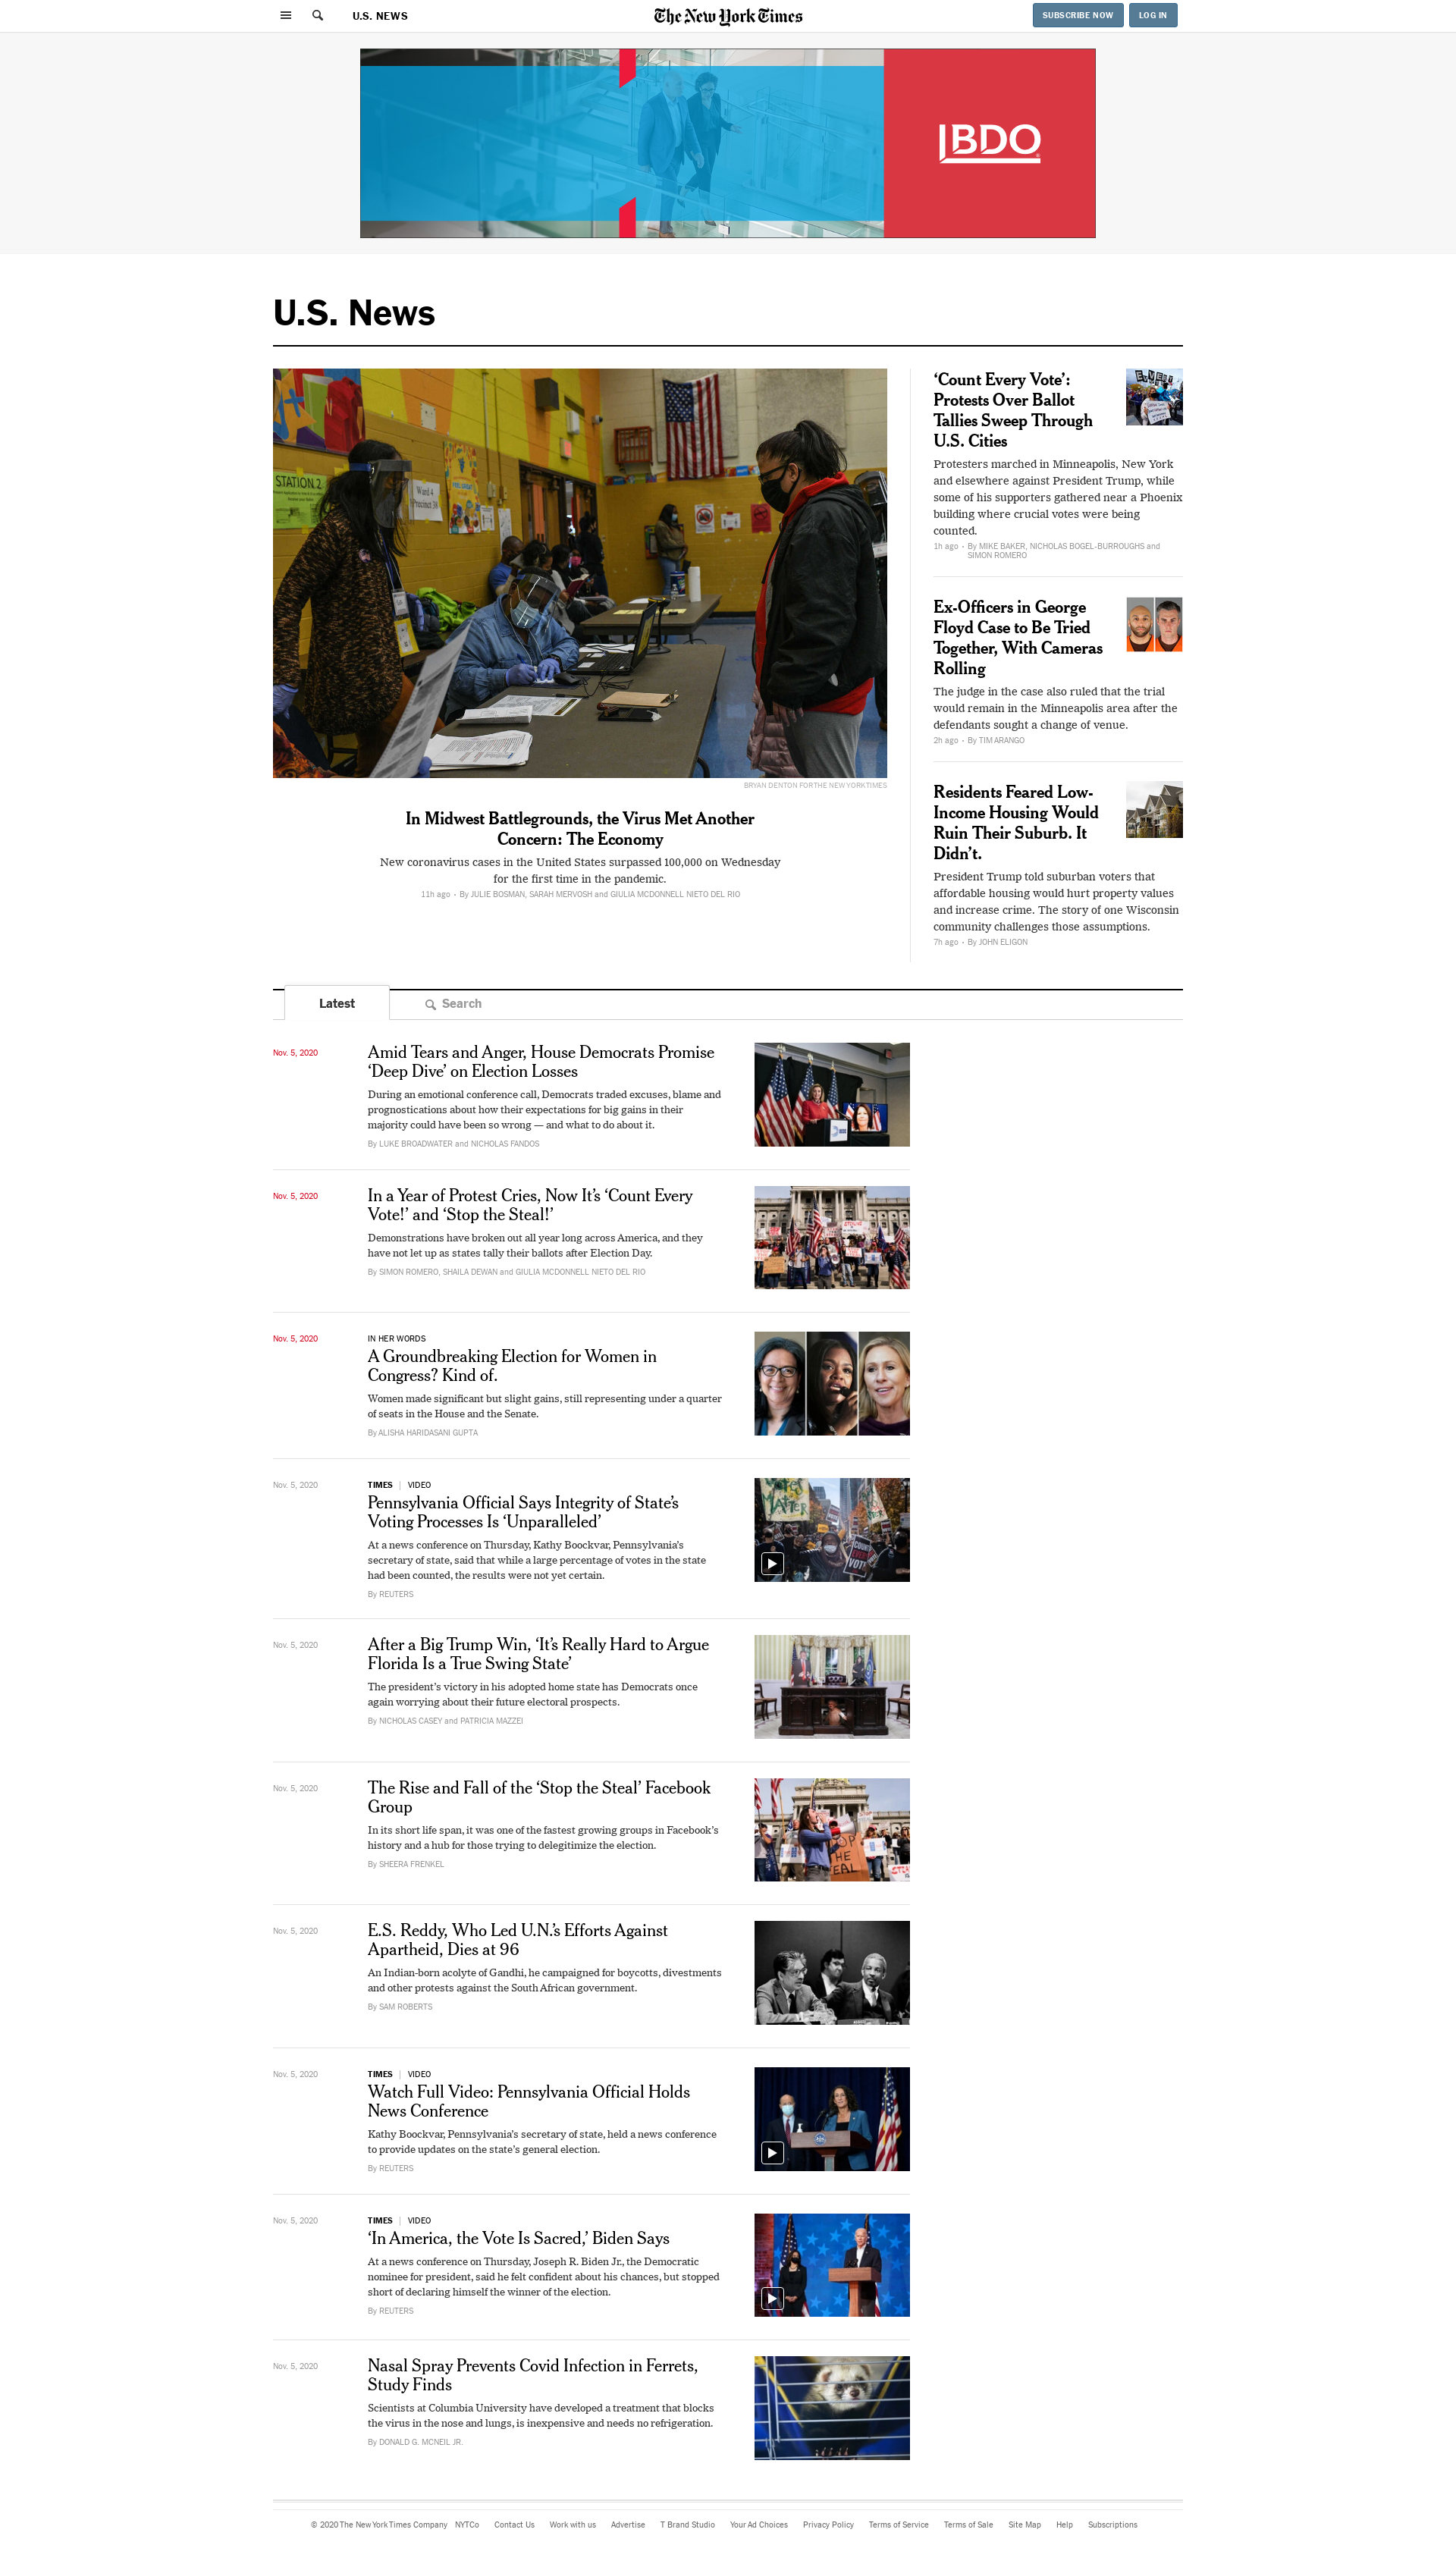 U.S. NEWS
The New York Times
SUBSCRIBE NOW
LOG IN
BDO
U.S. News
STATION 2
Ward 4
Precinct 34
BRYAN DENTON FOR THE NEW YORK TIMES
In Midwest Battlegrounds, the Virus Met Another
Concern: The Economy
New coronavirus cases in the United States surpassed 100,000 on Wednesday
for the first time in the pandemic.
11h ago • By JULIE BOSMAN, SARAH MERVOSH and GIULIA MCDONNELL NIETO DEL RIO
‘Count Every Vote’:
Protests Over Ballot
Tallies Sweep Through
U.S. Cities
Protesters marched in Minneapolis, New York
and elsewhere against President Trump, while
some of his supporters gathered near a Phoenix
building where crucial votes were being
counted.
1h ago • By MIKE BAKER, NICHOLAS BOGEL-BURROUGHS and
SIMON ROMERO
Ex-Officers in George
Floyd Case to Be Tried
Together, With Cameras
Rolling
The judge in the case also ruled that the trial
would remain in the Minneapolis area after the
defendants sought a change of venue.
2h ago • By TIM ARANGO
Residents Feared Low-
Income Housing Would
Ruin Their Suburb. It
Didn’t.
President Trump told suburban voters that
affordable housing would hurt property values
and increase crime. The story of one Wisconsin
community challenges those assumptions.
7h ago • By JOHN ELIGON
Latest
Search
Nov. 5, 2020
Amid Tears and Anger, House Democrats Promise
‘Deep Dive’ on Election Losses
During an emotional conference call, Democrats traded excuses, blame and
prognostications about how their expectations for big gains in their
majority could have been so wrong — and what to do about it.
By LUKE BROADWATER and NICHOLAS FANDOS
Nov. 5, 2020
In a Year of Protest Cries, Now It’s ‘Count Every
Vote!’ and ‘Stop the Steal!’
Demonstrations have broken out all year long across America, and they
have not let up as states tally their ballots after Election Day.
By SIMON ROMERO, SHAILA DEWAN and GIULIA MCDONNELL NIETO DEL RIO
Nov. 5, 2020
IN HER WORDS
A Groundbreaking Election for Women in
Congress? Kind of.
Women made significant but slight gains, still representing under a quarter
of seats in the House and the Senate.
By ALISHA HARIDASANI GUPTA
Nov. 5, 2020
TIMES | VIDEO
Pennsylvania Official Says Integrity of State’s
Voting Processes Is ‘Unparalleled’
At a news conference on Thursday, Kathy Boockvar, Pennsylvania’s
secretary of state, said that while a large percentage of votes in the state
had been counted, the results were not yet certain.
By REUTERS
Nov. 5, 2020
After a Big Trump Win, ‘It’s Really Hard to Argue
Florida Is a True Swing State’
The president’s victory in his adopted home state has Democrats once
again worrying about their future electoral prospects.
By NICHOLAS CASEY and PATRICIA MAZZEI
Nov. 5, 2020
The Rise and Fall of the ‘Stop the Steal’ Facebook
Group
In its short life span, it was one of the fastest growing groups in Facebook’s
history and a hub for those trying to delegitimize the election.
By SHEERA FRENKEL
Nov. 5, 2020
E.S. Reddy, Who Led U.N.’s Efforts Against
Apartheid, Dies at 96
An Indian-born acolyte of Gandhi, he campaigned for boycotts, divestments
and other protests against the South African government.
By SAM ROBERTS
Nov. 5, 2020
TIMES | VIDEO
Watch Full Video: Pennsylvania Official Holds
News Conference
Kathy Boockvar, Pennsylvania’s secretary of state, held a news conference
to provide updates on the state’s general election.
By REUTERS
Nov. 5, 2020
TIMES | VIDEO
‘In America, the Vote Is Sacred,’ Biden Says
At a news conference on Thursday, Joseph R. Biden Jr., the Democratic
nominee for president, said he felt confident about his chances, but stopped
short of declaring himself the winner of the election.
By REUTERS
Nov. 5, 2020
Nasal Spray Prevents Covid Infection in Ferrets,
Study Finds
Scientists at Columbia University have developed a treatment that blocks
the virus in the nose and lungs, is inexpensive and needs no refrigeration.
By DONALD G. MCNEIL JR.
© 2020 The New York Times Company NYTCo Contact Us Work with us Advertise T Brand Studio Your Ad Choices Privacy Policy Terms of Service Terms of Sale Site Map Help Subscriptions